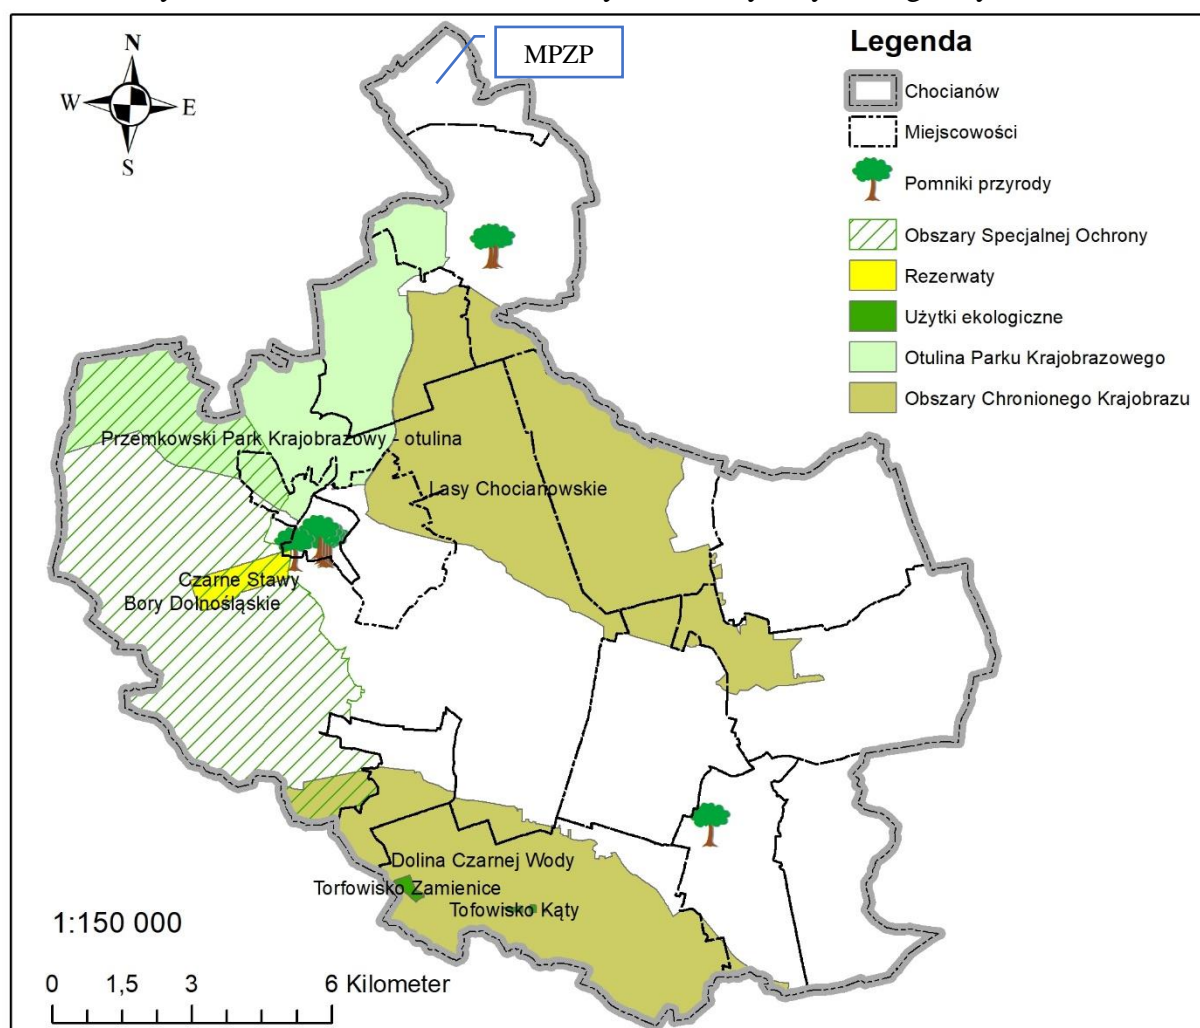 MPZP
N
W
E
S
Legenda
Chocianów
Miejscowości
Pomniki przyrody
Obszary Specjalnej Ochrony
Rezerwaty
Użytki ekologiczne
Otulina Parku Krajobrazowego
Obszary Chronionego Krajobrazu
Przemkowski Park Krajobrazowy - otulina
Lasy Chocianowskie
Czarne Stawy
Bory Dolnośląskie
Dolina Czarnej Wody
Torfowisko Zamienice
Tofowisko Kąty
1:150 000
0 1,5 3 6 Kilometer